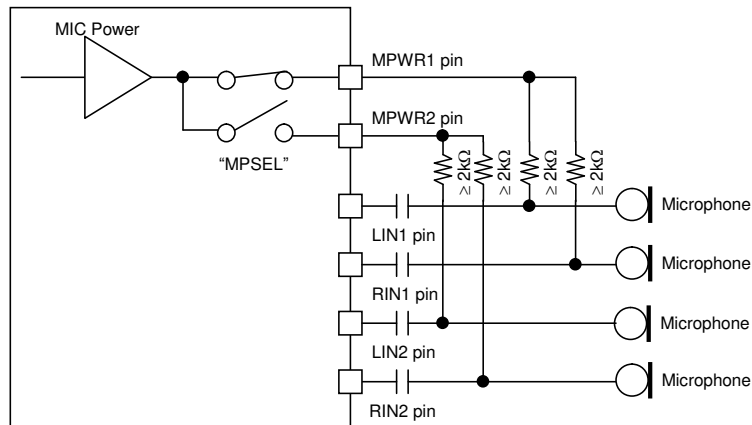 MIC Power
MPWR1 pin
MPWR2 pin
“MPSEL”
≥ 2kΩ
≥ 2kΩ
≥ 2kΩ
≥ 2kΩ
Microphone
LIN1 pin
Microphone
RIN1 pin
Microphone
LIN2 pin
Microphone
RIN2 pin